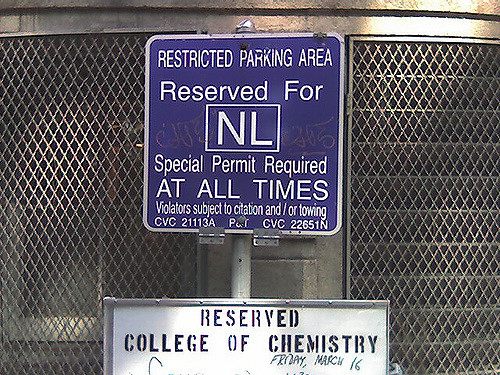 RESTRICTED PARKING AREA
Reserved For
NL
Special Permit Required
AT ALL TIMES
Violators subject to citation and / or towing
CVC 21113A P&T CVC 22651N
RESERVED
COLLEGE OF CHEMISTRY
FRIDAY, MARCH 16